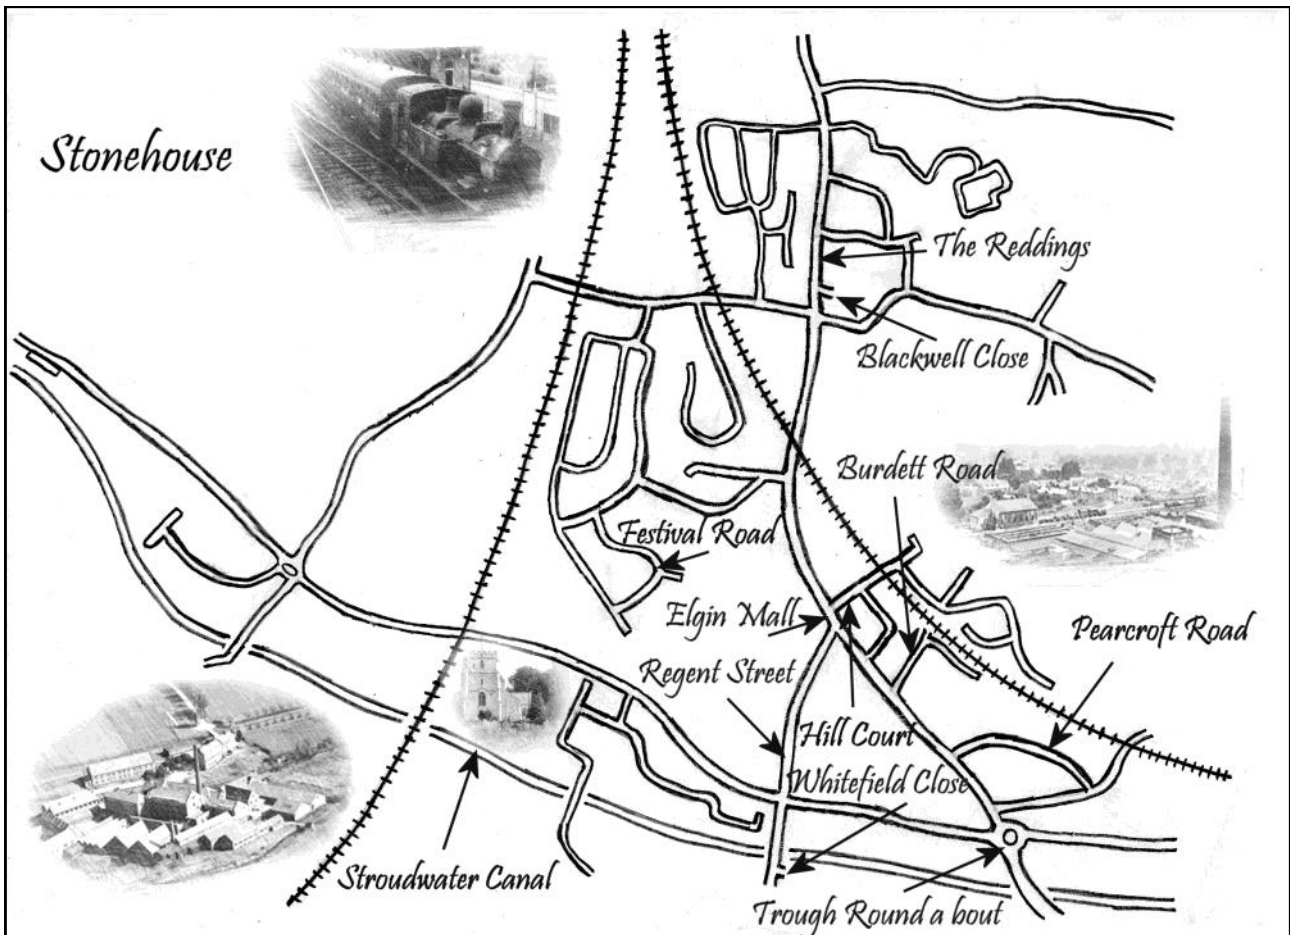 Stonehouse
The Reddings
Blackwell Close
Burdett Road
Festival Road
Elgin Mall
Pearcroft Road
Regent Street
Hill Court
Whitefield Close
Stroudwater Canal
Trough Round a bout